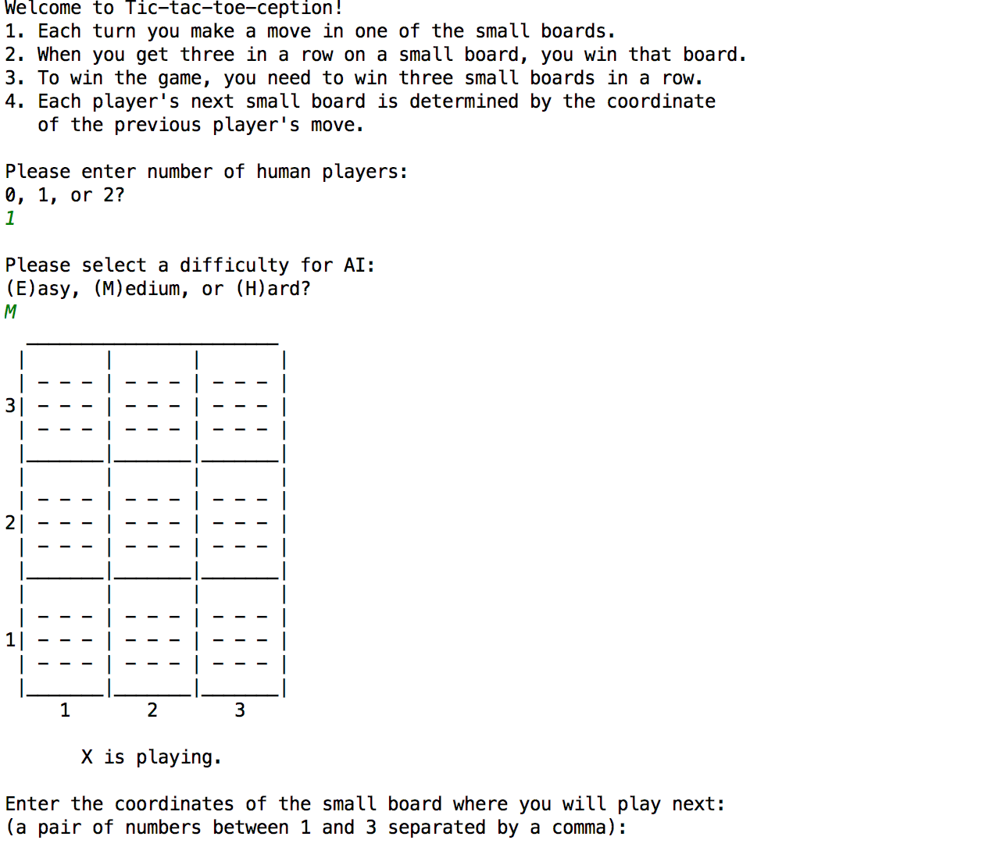 Welcome to Tic-tac-toe-ception!
1. Each turn you make a move in one of the small boards.
2. When you get three in a row on a small board, you win that board.
3. To win the game, you need to win three small boards in a row.
4. Each player's next small board is determined by the coordinate
   of the previous player's move.

Please enter number of human players:
0, 1, or 2?
1

Please select a difficulty for AI:
(E)asy, (M)edium, or (H)ard?
M
  _______________________
 |       |       |       |
 | - - - | - - - | - - - |
3| - - - | - - - | - - - |
 | - - - | - - - | - - - |
 |_______|_______|_______|
 |       |       |       |
 | - - - | - - - | - - - |
2| - - - | - - - | - - - |
 | - - - | - - - | - - - |
 |_______|_______|_______|
 |       |       |       |
 | - - - | - - - | - - - |
1| - - - | - - - | - - - |
 | - - - | - - - | - - - |
 |_______|_______|_______|
     1       2       3

       X is playing.

Enter the coordinates of the small board where you will play next:
(a pair of numbers between 1 and 3 separated by a comma):